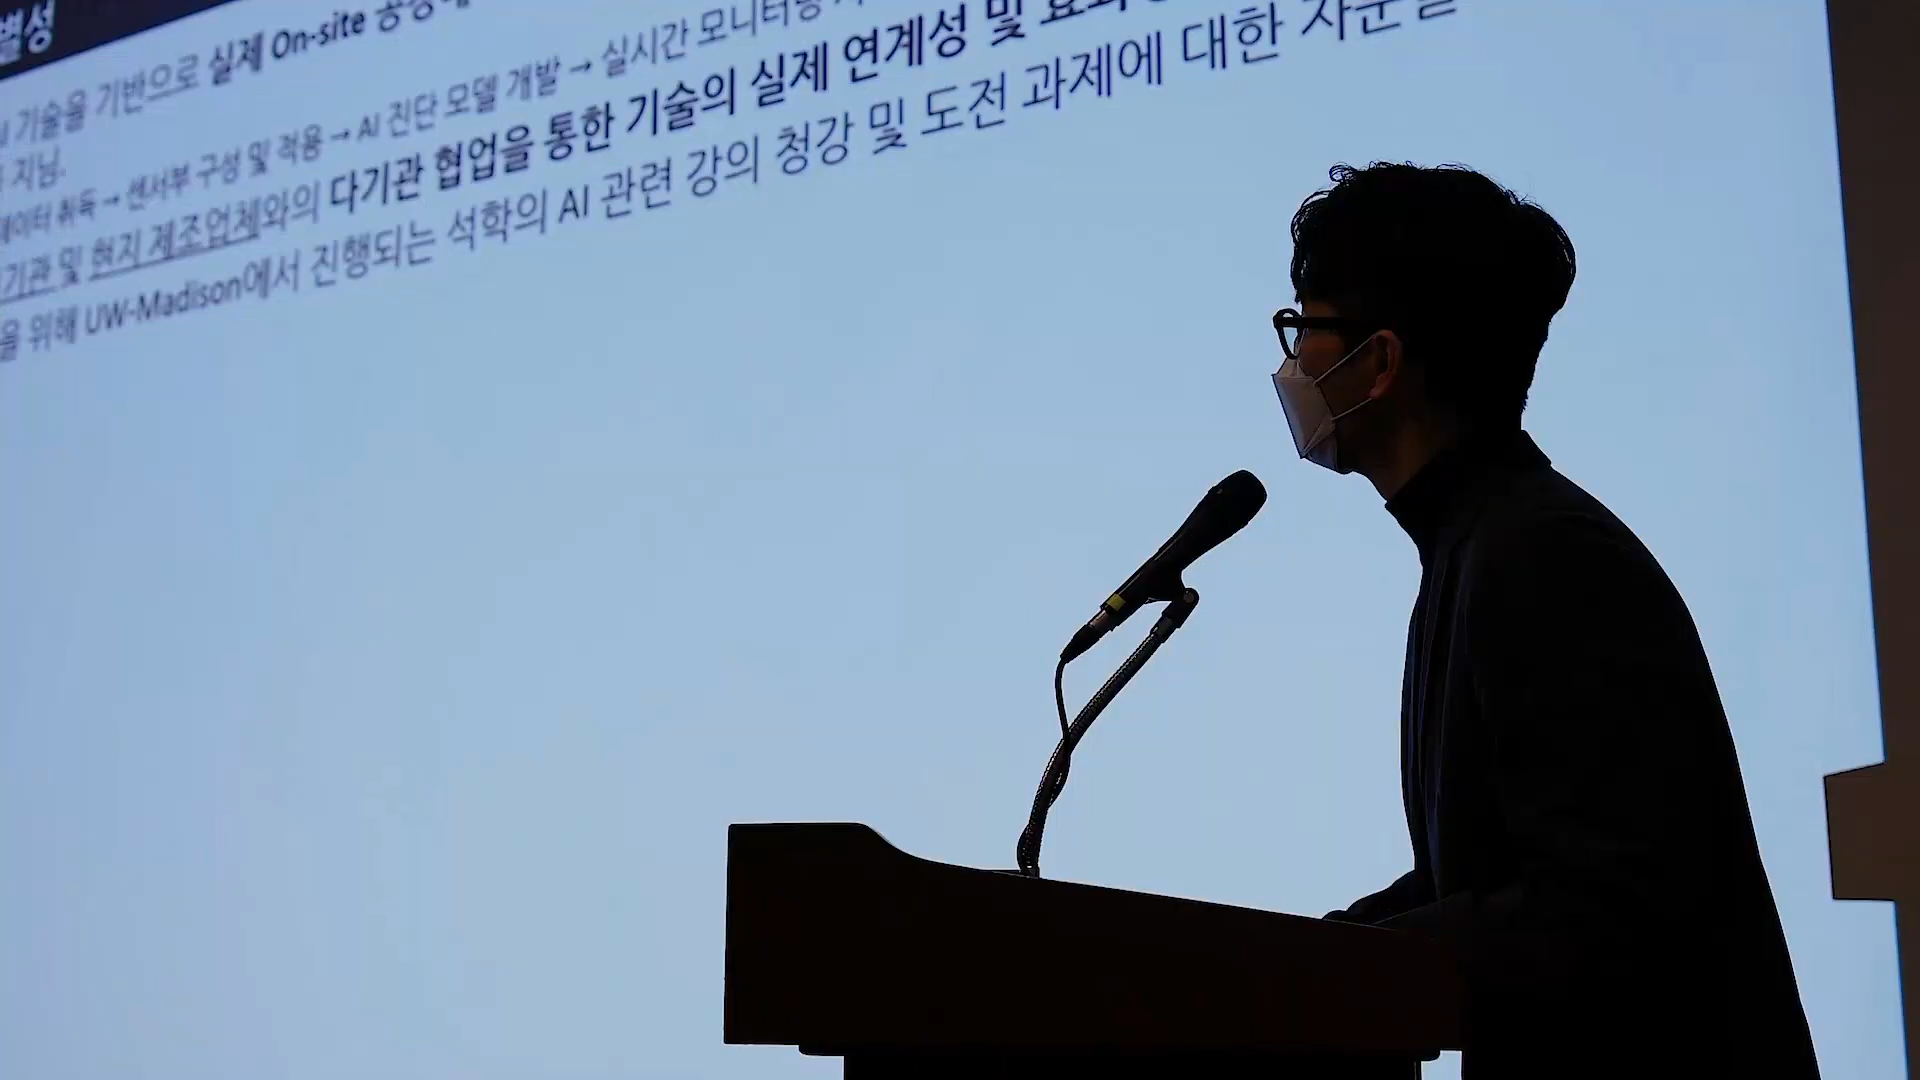 별성
기술을 기반으로 실제 On-site
지님.
데이터 취득 → 센서부 구성 및 적용 → AI 진단 모델 개발 → 실시간 모니터링
기관 및 현지 제조업체와의 다기관 협업을 통한 기술의 실제 연계성 및 효과
을 위해 UW-Madison에서 진행되는 석학의 AI 관련 강의 청강 및 도전 과제에 대한 자문을